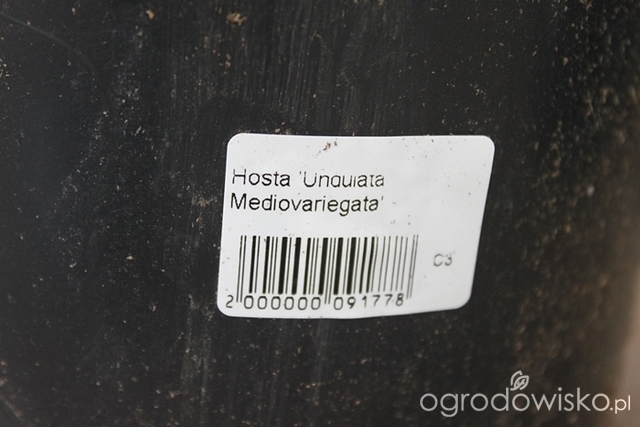 Hosta 'Undulata
Mediovariegata'
C3
2 000000 091778
ogrodowisko.pl